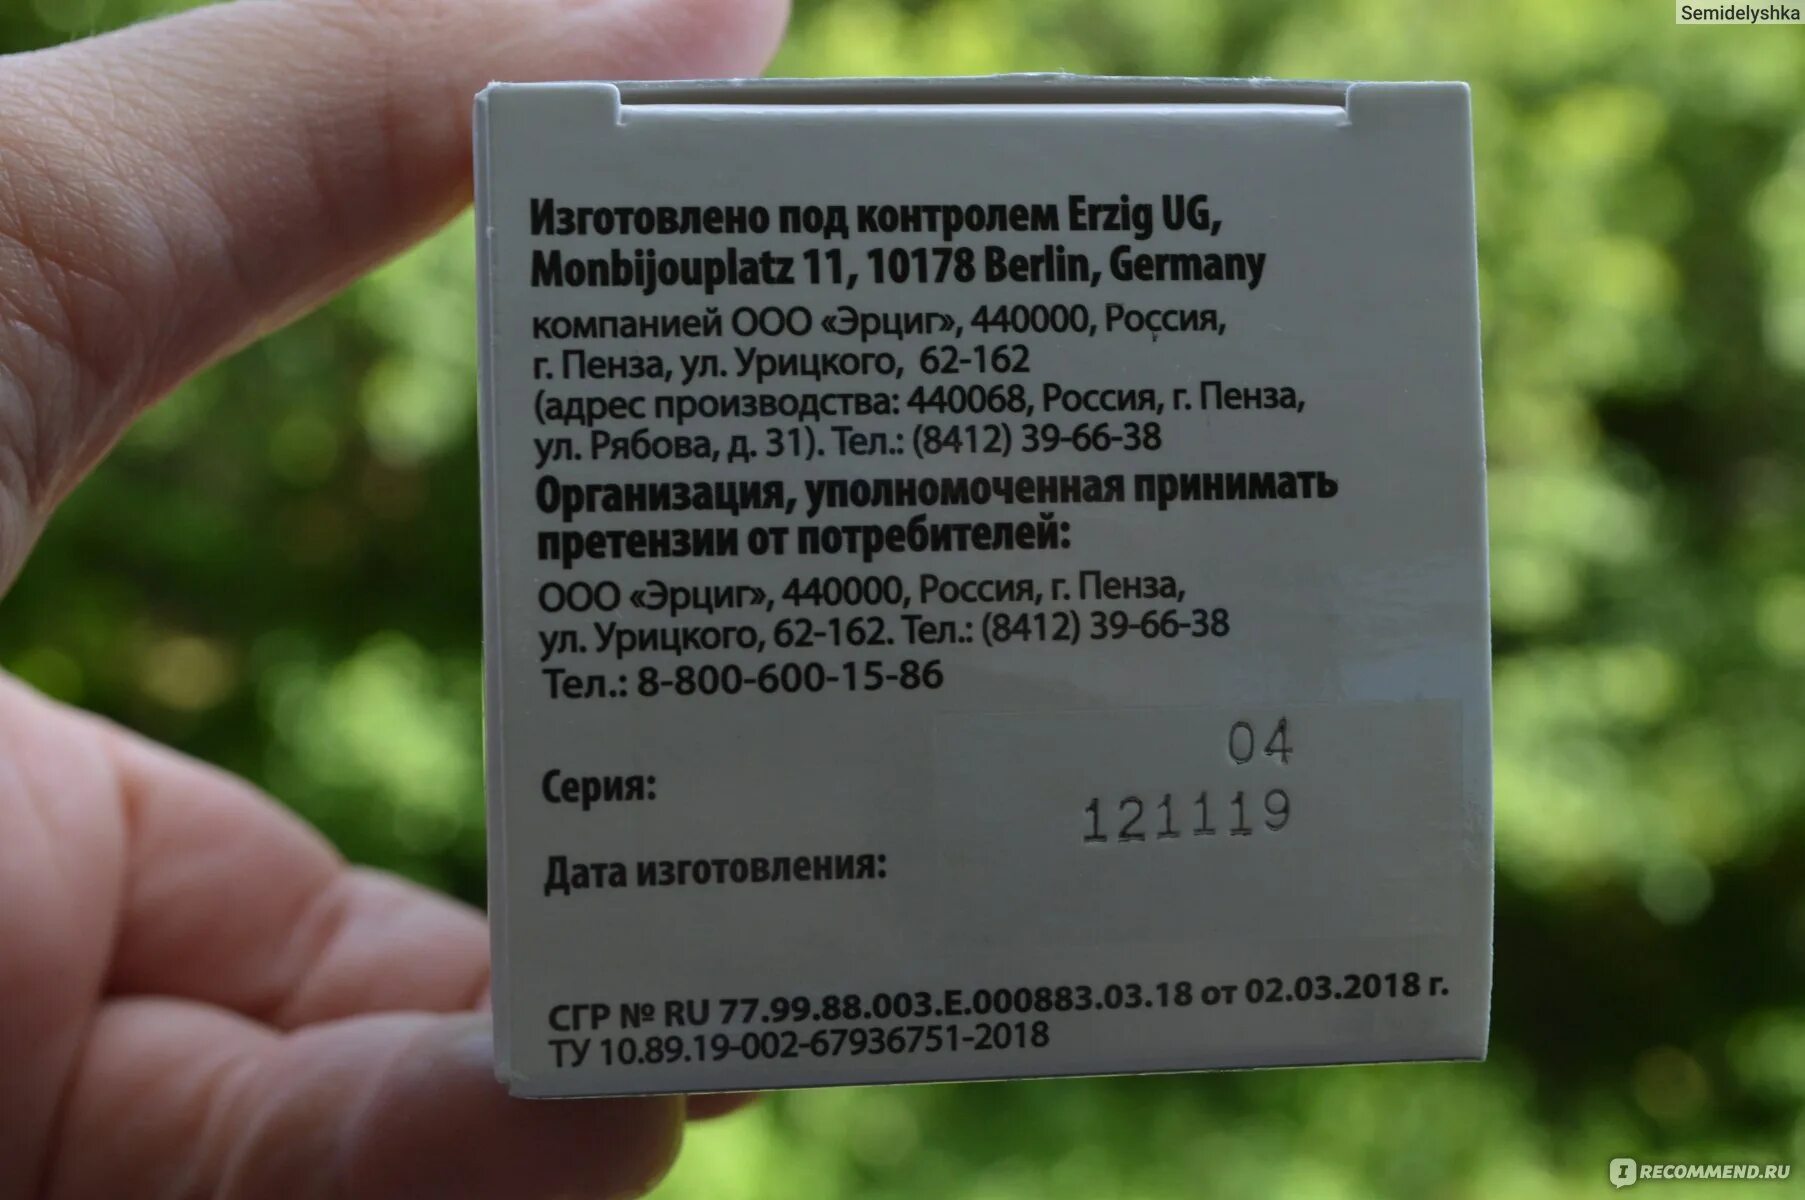 Semidelyshka
Изготовлено под контролем Erzig UG,
Monbijouplatz 11, 10178 Berlin, Germany
компанией ООО «Эрциг», 440000, Россия,
г. Пенза, ул. Урицкого, 62-162
(адрес производства: 440068, Россия, г. Пенза,
ул. Рябова, д. 31). Тел.: (8412) 39-66-38
Организация, уполномоченная принимать
претензии от потребителей:
ООО «Эрциг», 440000, Россия, г. Пенза,
ул. Урицкого, 62-162. Тел.: (8412) 39-66-38
Тел.: 8-800-600-15-86
04
Серия:
121119
Дата изготовления:
СГР № RU 77.99.88.003.Е.000883.03.18 от 02.03.2018 г.
ТУ 10.89.19-002-67936751-2018
I RECOMMEND.RU